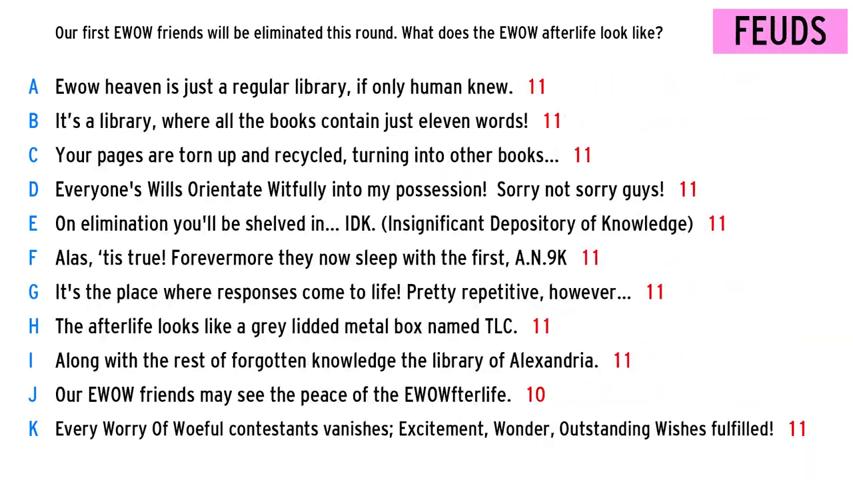 Our first EWOW friends will be eliminated this round. What does the EWOW afterlife look like?
FEUDS
A Ewow heaven is just a regular library, if only human knew. 11
B It's a library, where all the books contain just eleven words! 11
C Your pages are torn up and recycled, turning into other books... 11
D Everyone's Wills Orientate Witfully into my possession! Sorry not sorry guys! 11
E On elimination you'll be shelved in... IDK. (Insignificant Depository of Knowledge) 11
F Alas, ‘tis true! Forevermore they now sleep with the first, A.N.9K 11
G It's the place where responses come to life! Pretty repetitive, however... 11
H The afterlife looks like a grey lidded metal box named TLC. 11
I Along with the rest of forgotten knowledge the library of Alexandria. 11
J Our EWOW friends may see the peace of the EWOWfterlife. 10
K Every Worry Of Woeful contestants vanishes; Excitement, Wonder, Outstanding Wishes fulfilled! 11